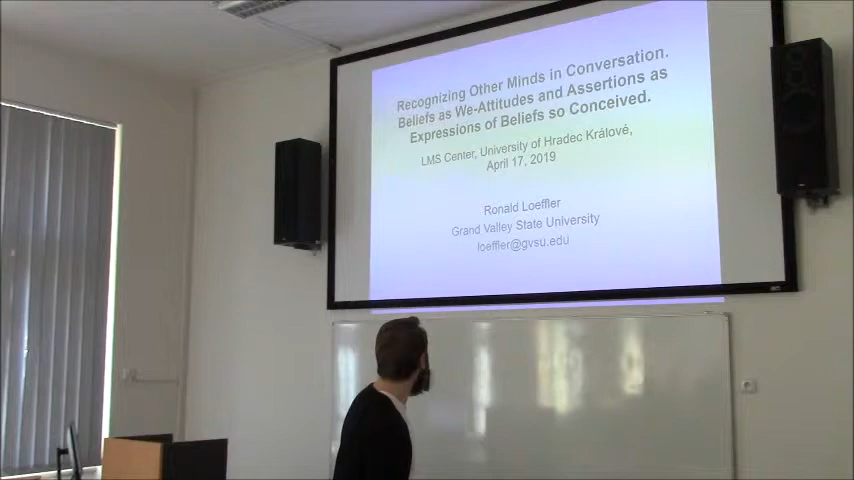 Recognizing Other Minds in Conversation.
Beliefs as We-Attitudes and Assertions as
Expressions of Beliefs so Conceived.
LMS Center, University of Hradec Králové,
April 17, 2019
Ronald Loeffler
Grand Valley State University
loeffler@gvsu.edu